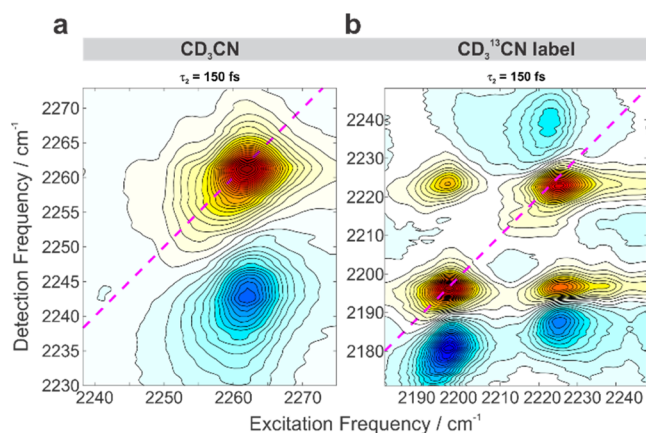 a
CD₃CN
b
CD₃¹³CN label
τ₂ = 150 fs
τ₂ = 150 fs
Detection Frequency / cm⁻¹
2270
2265
2260
2255
2250
2245
2240
2235
2230
2240
2230
2220
2210
2200
2190
2180
2240 2250 2260 2270
2190 2200 2210 2220 2230 2240
Excitation Frequency / cm⁻¹